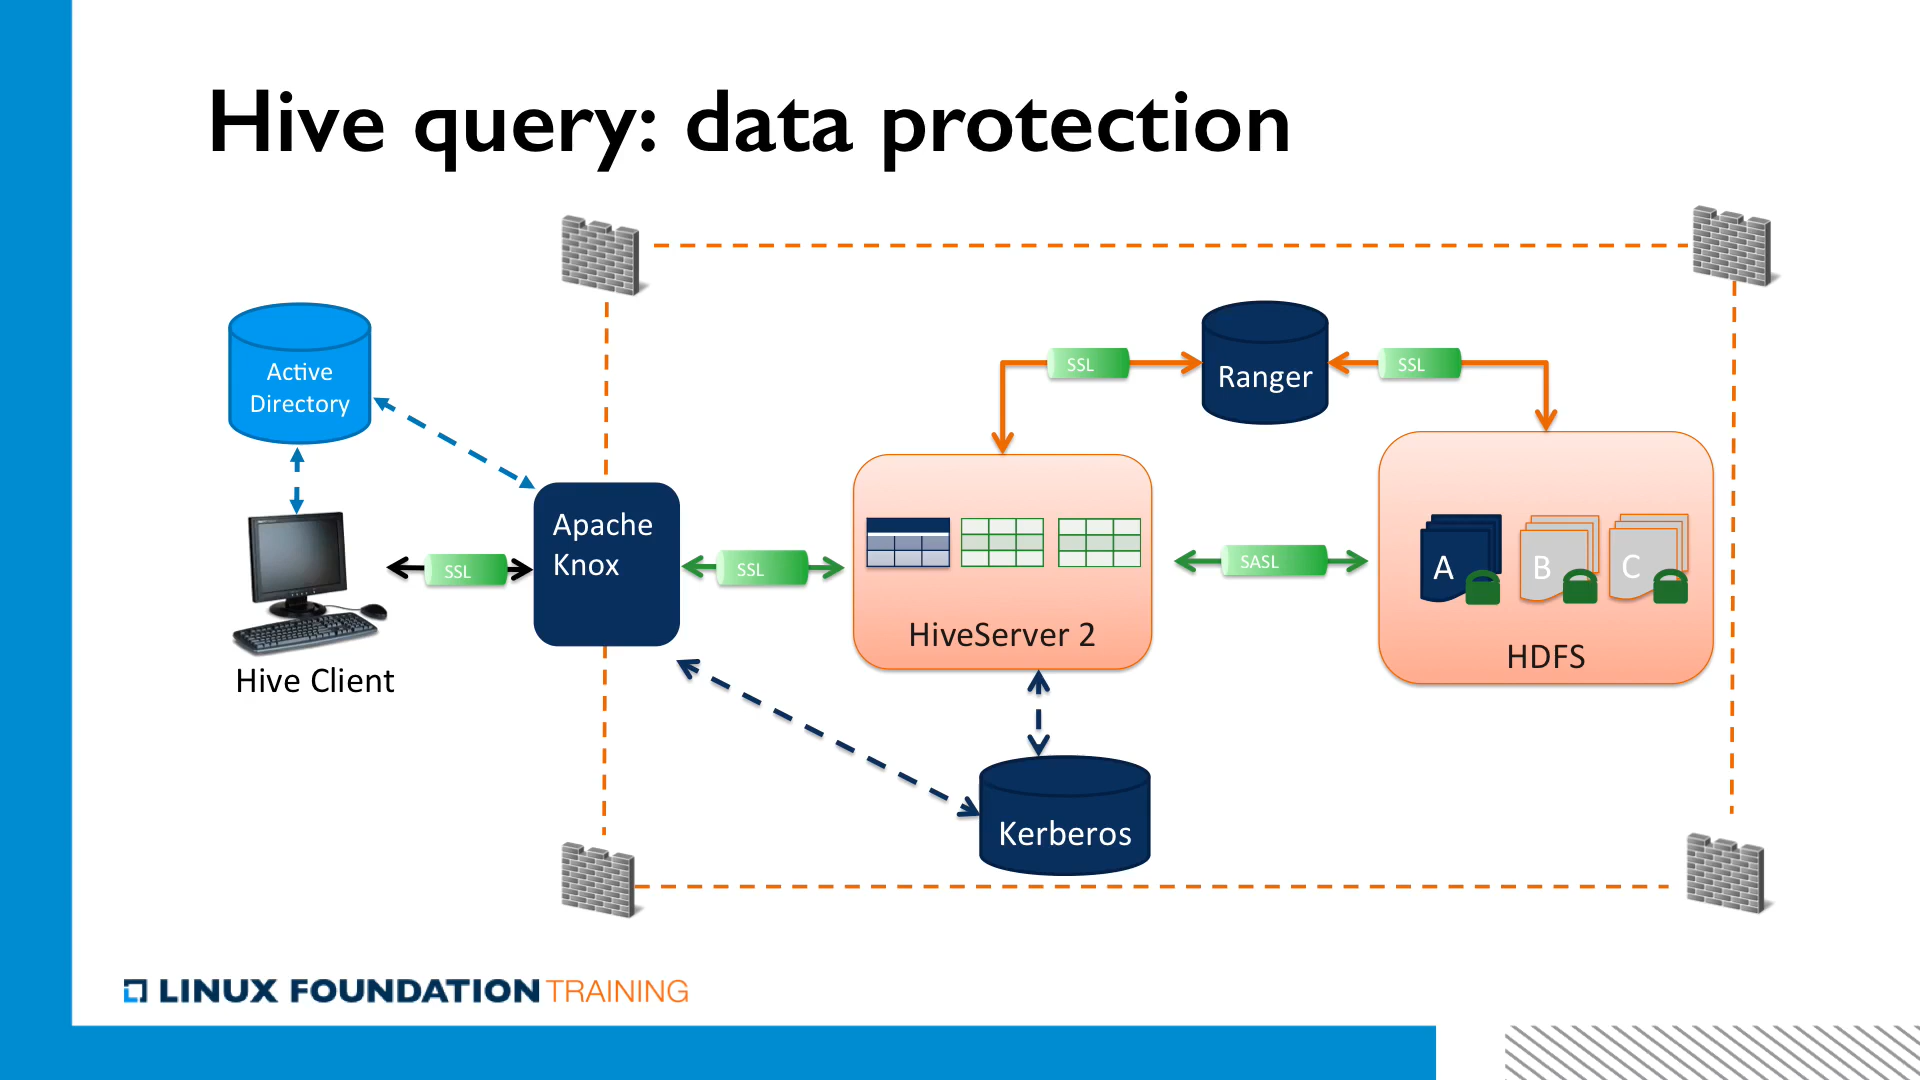 Hive query: data protection
Active
Directory
SSL
Ranger
SSL
Apache
Knox
SSL
SSL
SASL
A
B
C
HiveServer 2
HDFS
Hive Client
Kerberos
LINUX FOUNDATION TRAINING